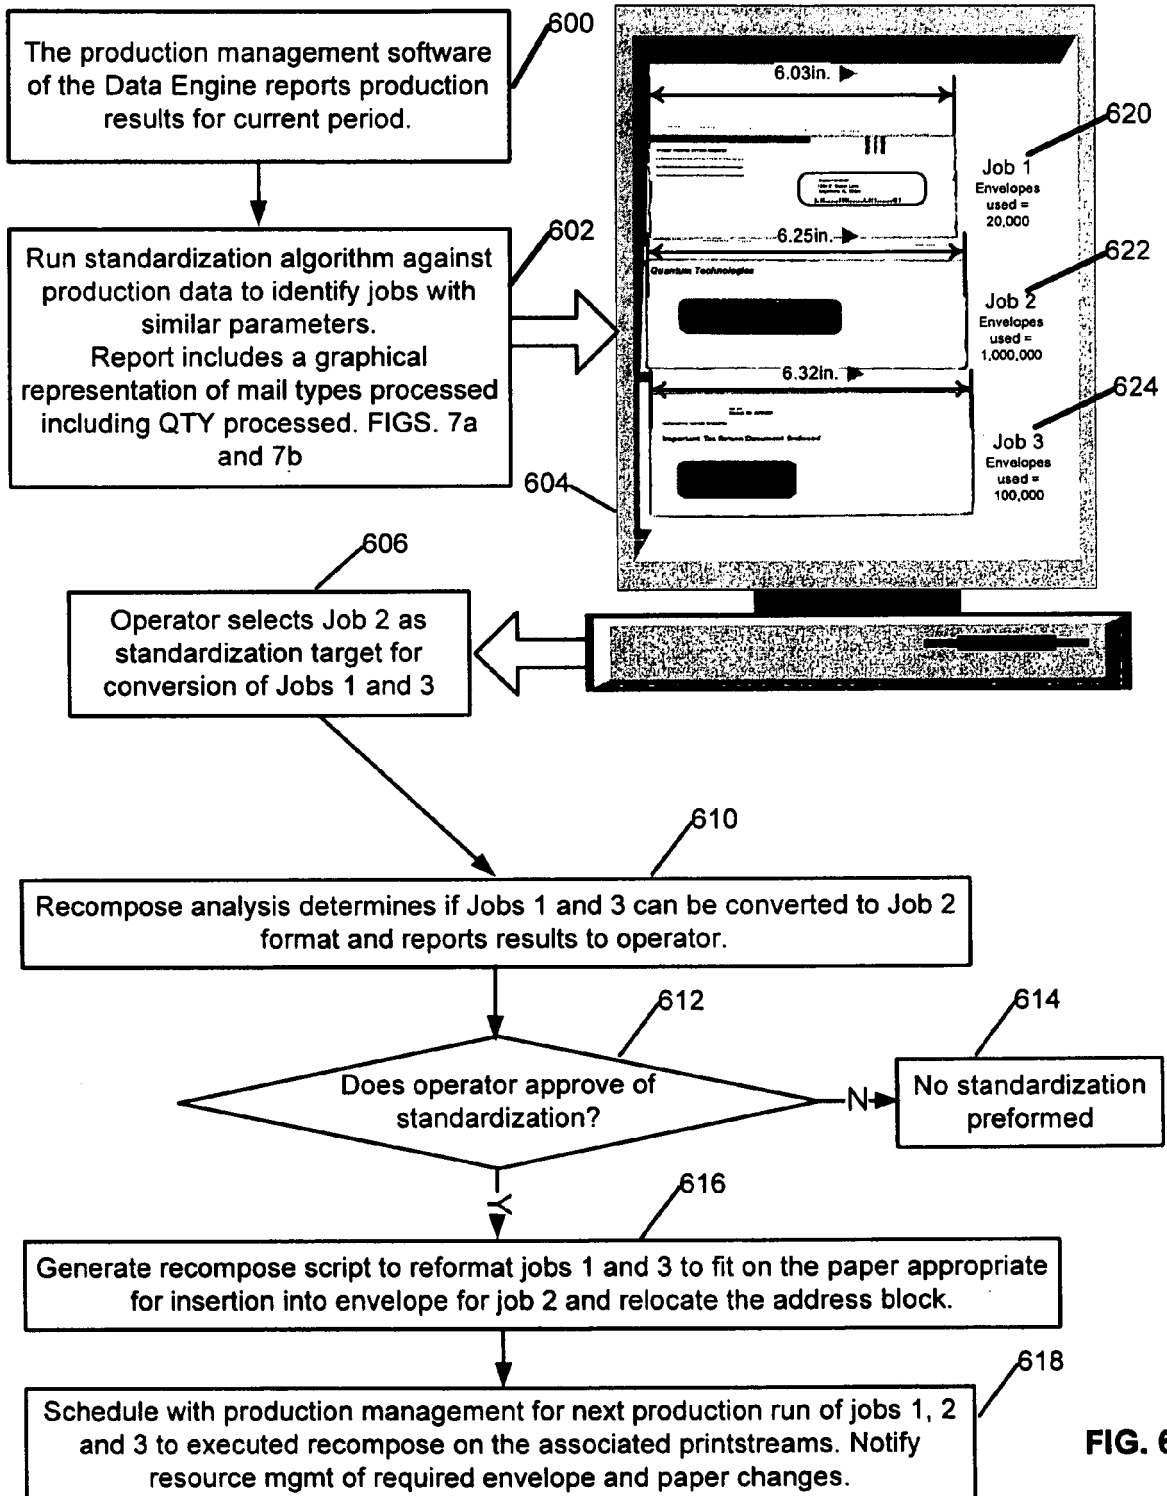 600
The production management software
of the Data Engine reports production
results for current period.
602
Run standardization algorithm against
production data to identify jobs with
similar parameters.
Report includes a graphical
representation of mail types processed
including QTY processed. FIGS. 7a
and 7b
604
6.03in.
620
Job 1
Envelopes
used =
20,000
6.25in.
Quantum Technologies
622
Job 2
Envelopes
used =
1,000,000
6.32in.
Important Tax Return Document Enclosed
624
Job 3
Envelopes
used =
100,000
606
Operator selects Job 2 as
standardization target for
conversion of Jobs 1 and 3
610
Recompose analysis determines if Jobs 1 and 3 can be converted to Job 2
format and reports results to operator.
612
Does operator approve of
standardization?
N
614
No standardization
preformed
Y
616
Generate recompose script to reformat jobs 1 and 3 to fit on the paper appropriate
for insertion into envelope for job 2 and relocate the address block.
618
Schedule with production management for next production run of jobs 1, 2
and 3 to executed recompose on the associated printstreams. Notify
resource mgmt of required envelope and paper changes.
FIG. 6